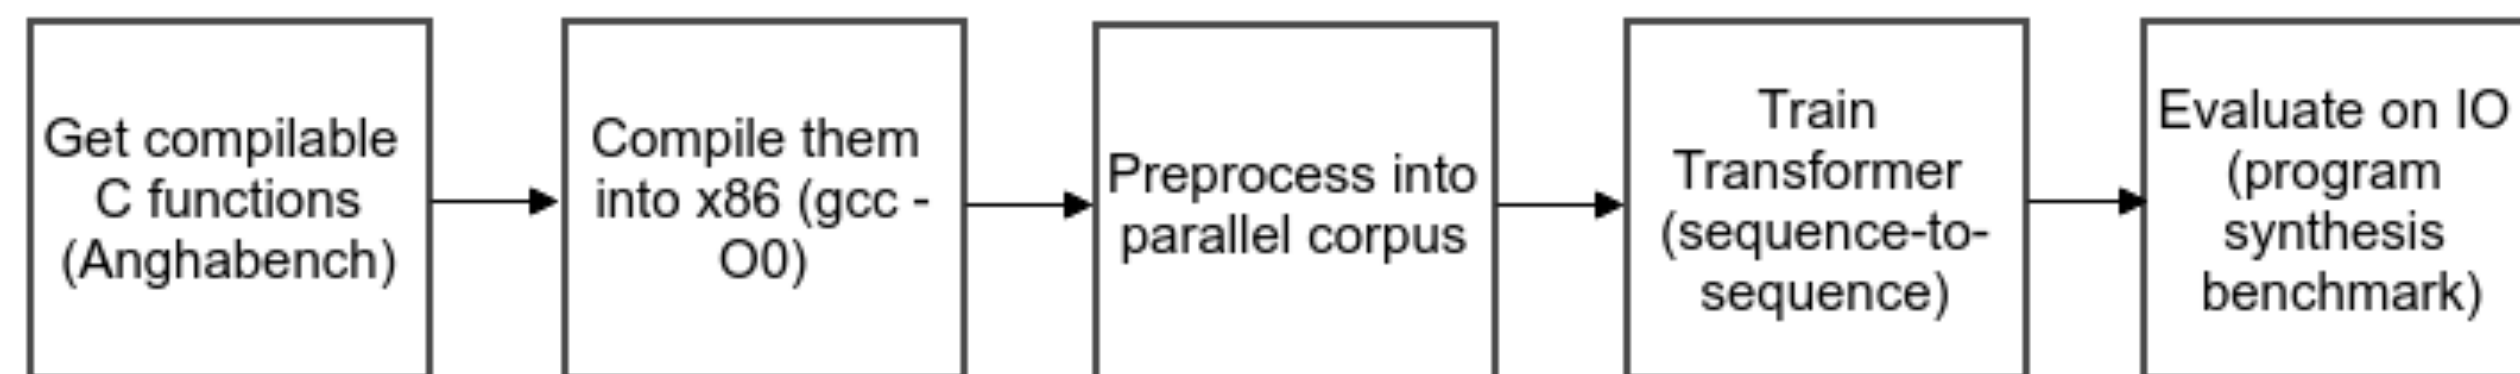 Get compilable
C functions
(Anghabench)
Compile them
into x86 (gcc -
O0)
Preprocess into
parallel corpus
Train
Transformer
(sequence-to-
sequence)
Evaluate on IO
(program
synthesis
benchmark)